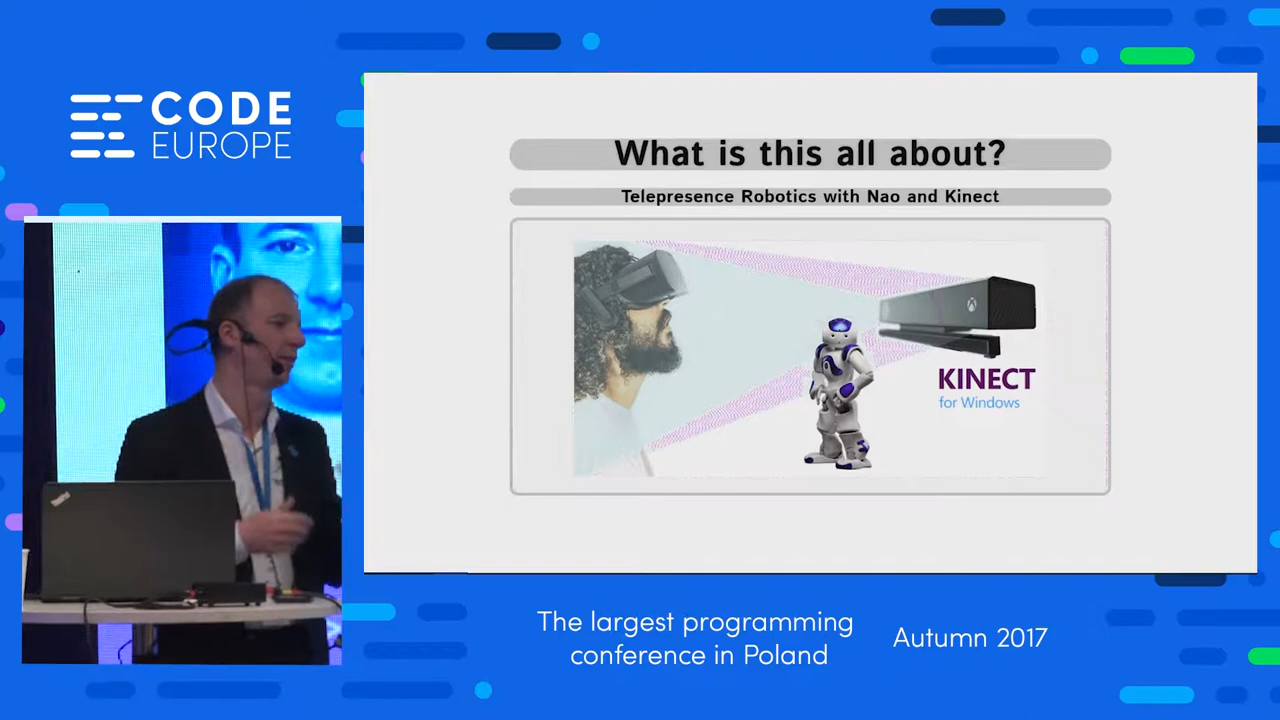 CODE
EUROPE
What is this all about?
Telepresence Robotics with Nao and Kinect
KINECT
for Windows
The largest programming
conference in Poland
Autumn 2017